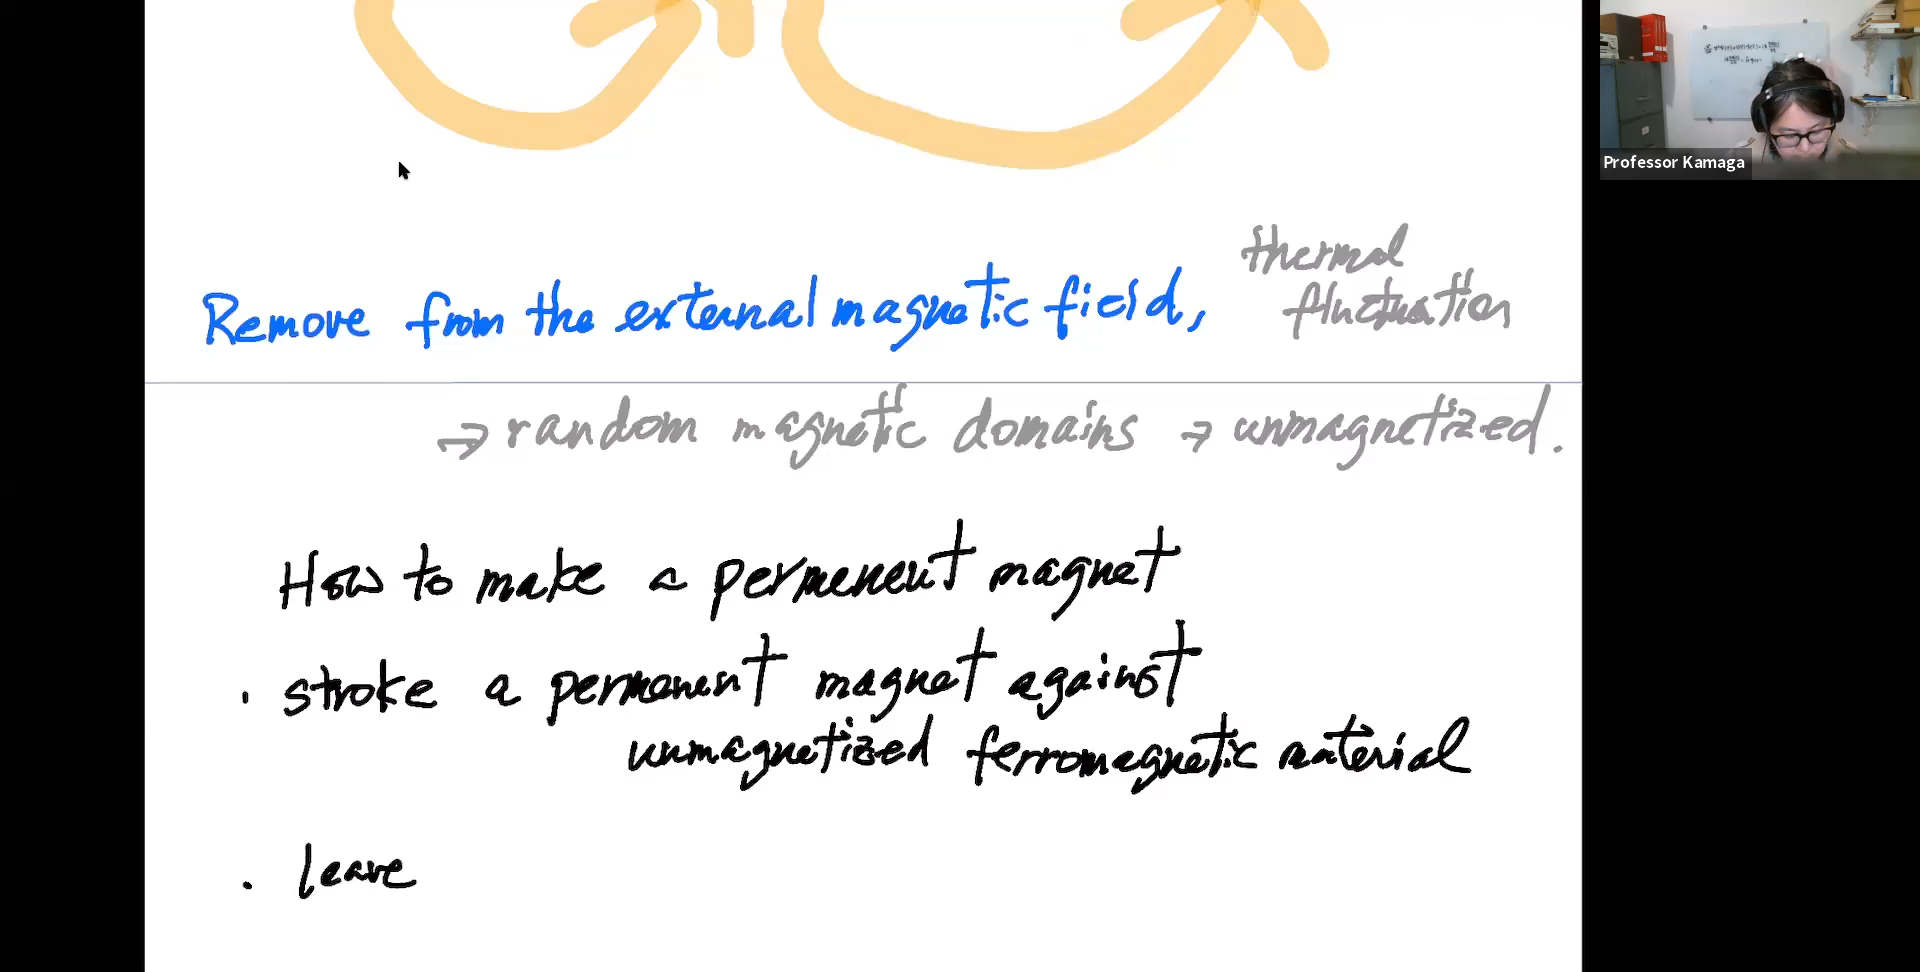 thermal
Remove from the external magnetic field, fluctuation
→ random magnetic domains → unmagnetized.
How to make a permenent magnet
· stroke a permenent magnet against
unmagnetized ferromagnetic material
· leave
Professor Kamaga